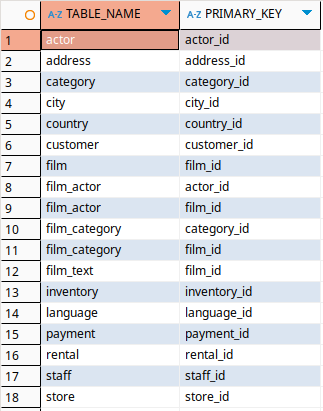 A-Z TABLE_NAME A-Z PRIMARY_KEY
1 actor actor_id
2 address address_id
3 category category_id
4 city city_id
5 country country_id
6 customer customer_id
7 film film_id
8 film_actor actor_id
9 film_actor film_id
10 film_category category_id
11 film_category film_id
12 film_text film_id
13 inventory inventory_id
14 language language_id
15 payment payment_id
16 rental rental_id
17 staff staff_id
18 store store_id